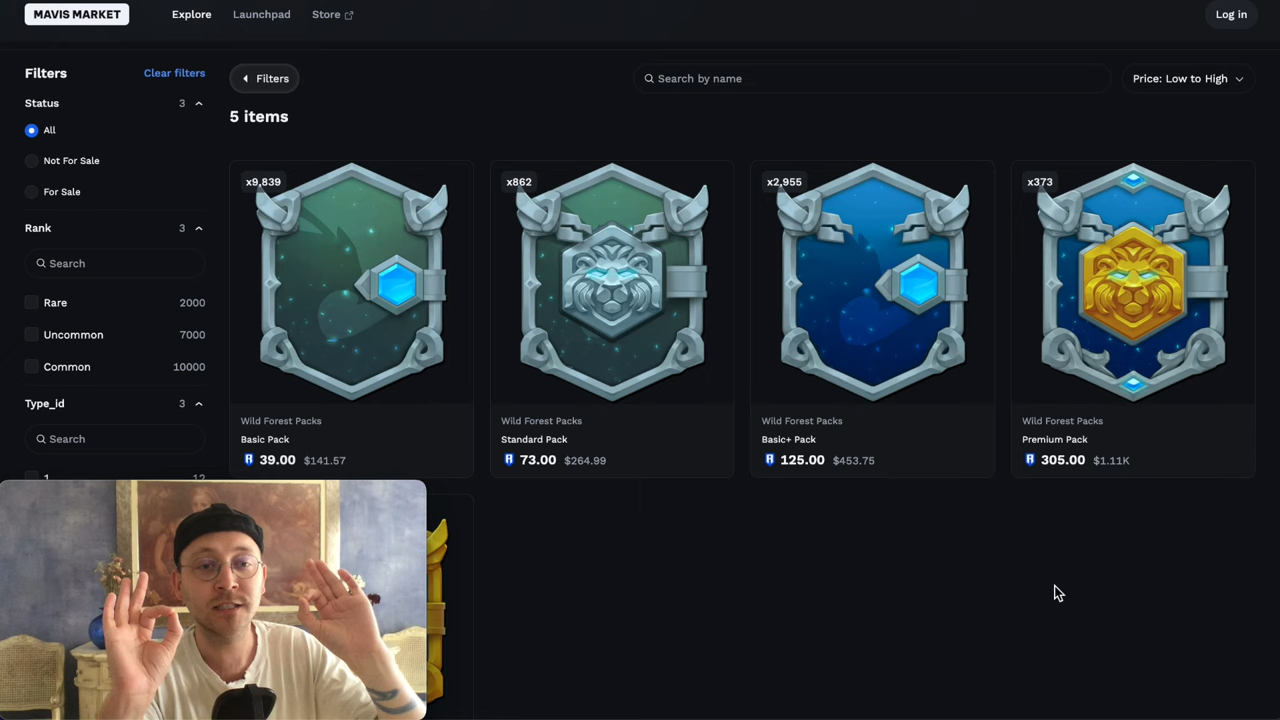 MAVIS MARKET
Explore
Launchpad
Store
Log in
Filters
Clear filters
Filters
Search by name
Price: Low to High
Status
3
5 items
All
Not For Sale
For Sale
Rank
3
Search
Rare
2000
Uncommon
7000
Common
10000
Type_id
3
Search
1
12
x9,839
Wild Forest Packs
Basic Pack
39.00 $141.57
x862
Wild Forest Packs
Standard Pack
73.00 $264.99
x2,955
Wild Forest Packs
Basic+ Pack
125.00 $453.75
x373
Wild Forest Packs
Premium Pack
305.00 $1.11K